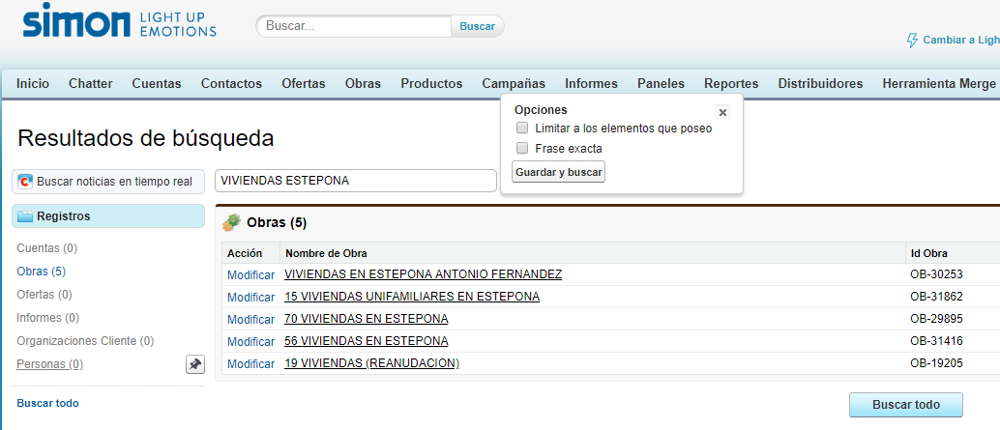 simon LIGHT UP
EMOTIONS
Buscar...
Buscar
Cambiar a Ligh
Inicio Chatter Cuentas Contactos Ofertas Obras Productos Campañas Informes Paneles Reportes Distribuidores Herramienta Merge
Opciones
Limitar a los elementos que poseo
Frase exacta
Guardar y buscar
Resultados de búsqueda
Buscar noticias en tiempo real
VIVIENDAS ESTEPONA
Registros
Cuentas (0)
Obras (5)
Ofertas (0)
Informes (0)
Organizaciones Cliente (0)
Personas (0)
Buscar todo
Obras (5)
Acción Nombre de Obra Id Obra
Modificar VIVIENDAS EN ESTEPONA ANTONIO FERNANDEZ OB-30253
Modificar 15 VIVIENDAS UNIFAMILIARES EN ESTEPONA OB-31862
Modificar 70 VIVIENDAS EN ESTEPONA OB-29895
Modificar 56 VIVIENDAS EN ESTEPONA OB-31416
Modificar 19 VIVIENDAS (REANUDACION) OB-19205
Buscar todo